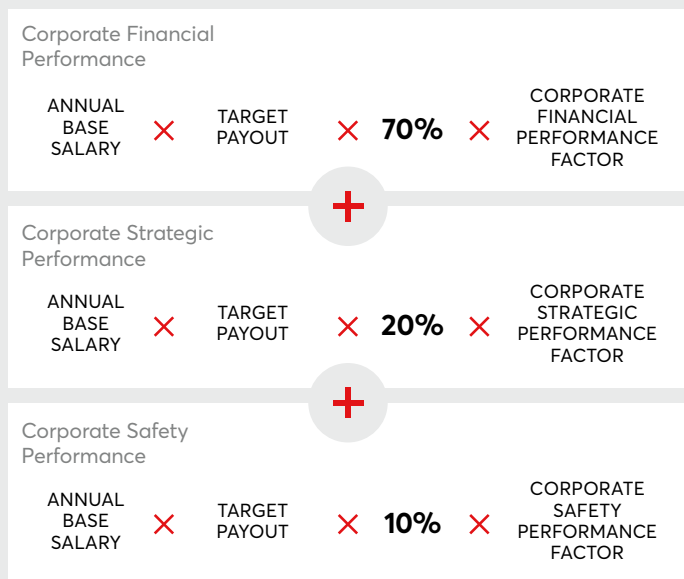 Corporate Financial
Performance
ANNUAL
BASE
SALARY
×
TARGET
PAYOUT
×
70%
×
CORPORATE
FINANCIAL
PERFORMANCE
FACTOR
+
Corporate Strategic
Performance
ANNUAL
BASE
SALARY
×
TARGET
PAYOUT
×
20%
×
CORPORATE
STRATEGIC
PERFORMANCE
FACTOR
+
Corporate Safety
Performance
ANNUAL
BASE
SALARY
×
TARGET
PAYOUT
×
10%
×
CORPORATE
SAFETY
PERFORMANCE
FACTOR